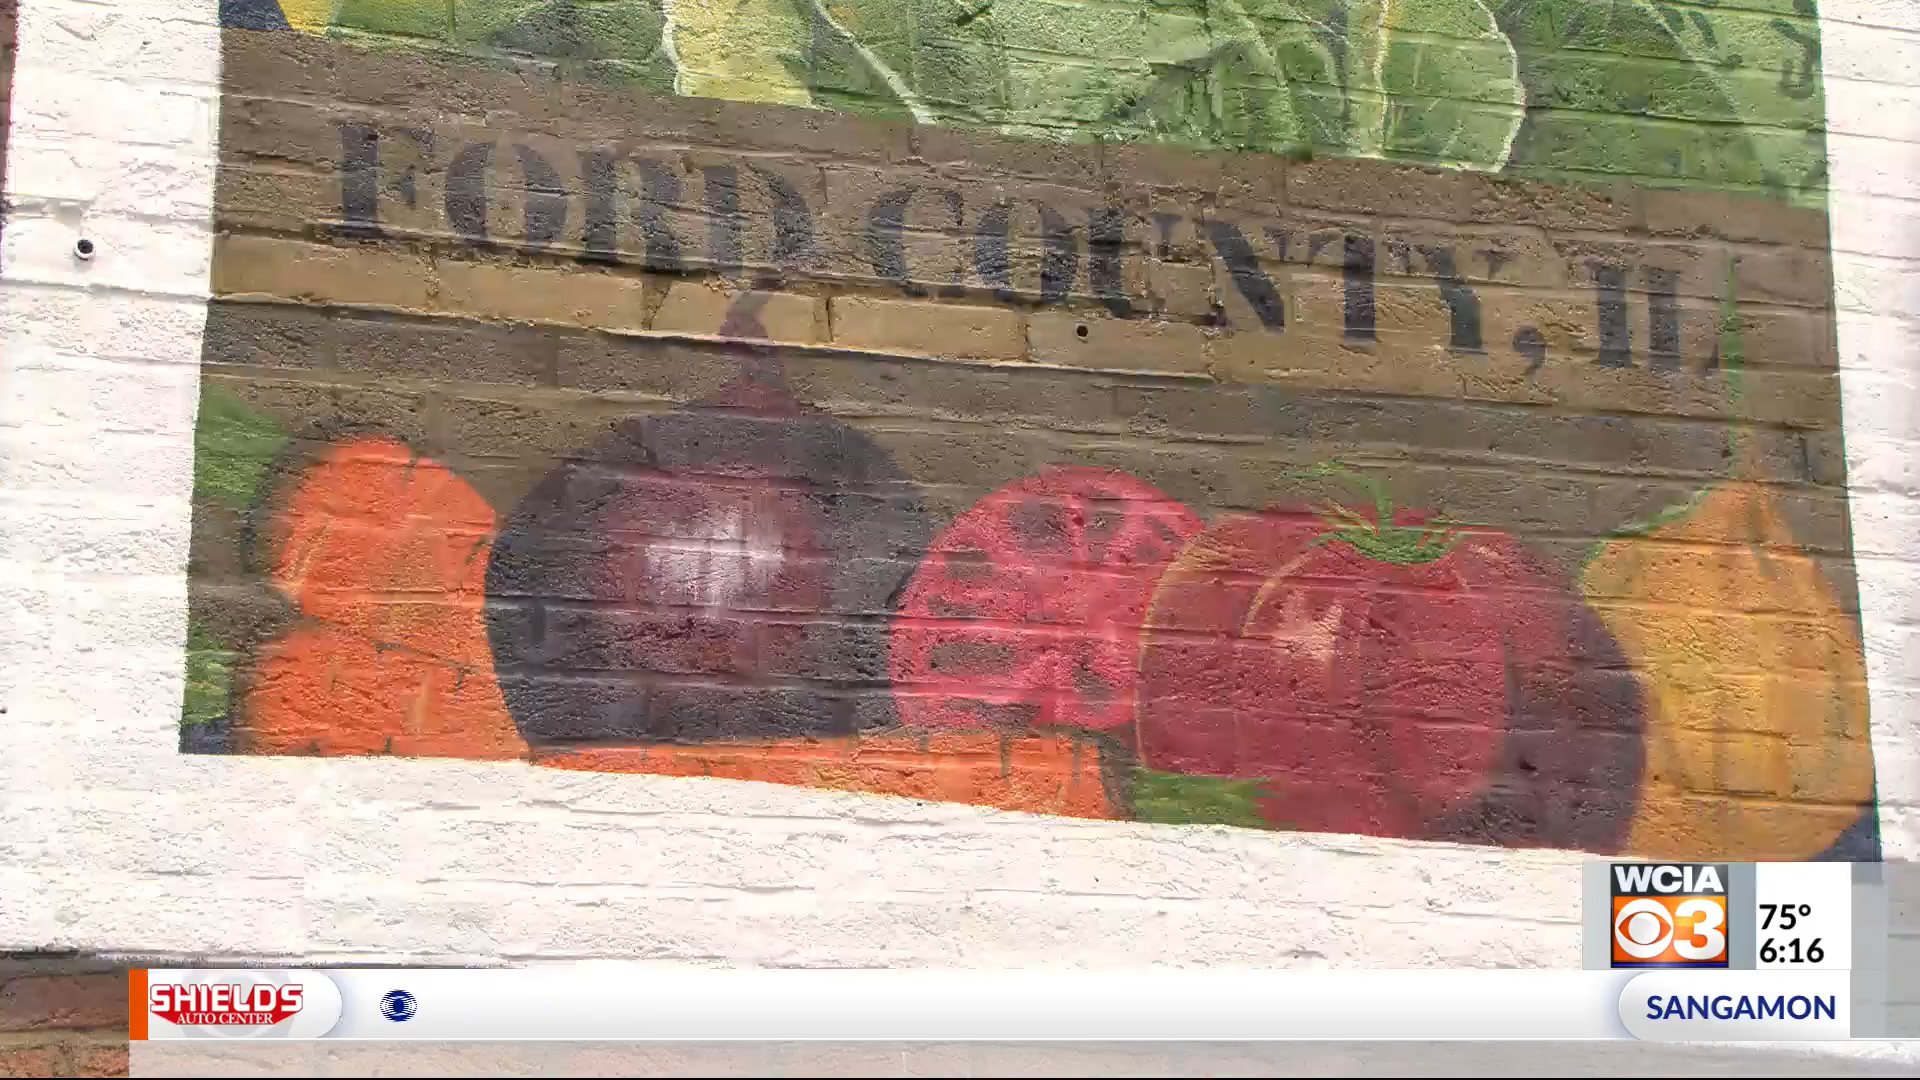 FORD COUNTY, IL
WCIA
3
75°
6:16
SHIELDS
AUTO CENTER
SANGAMON